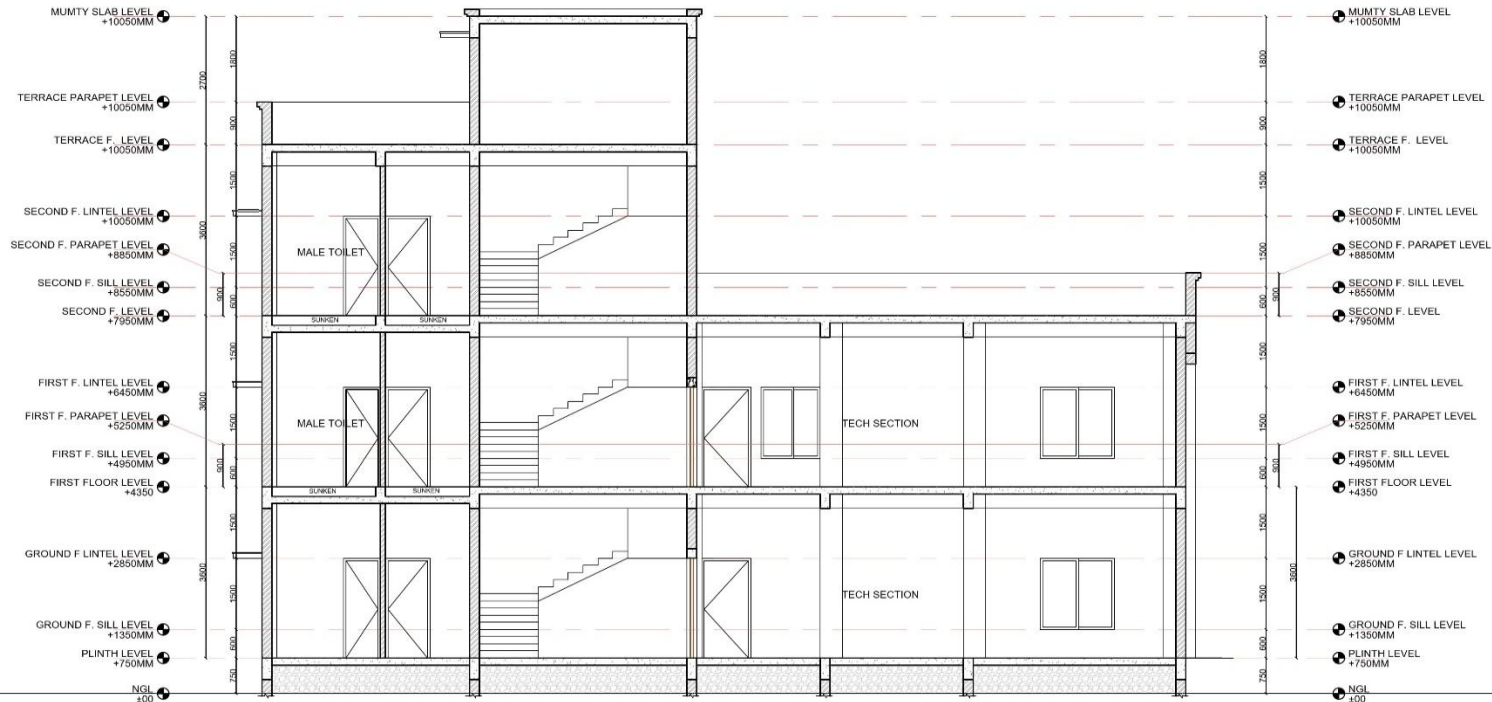 MUMTY SLAB LEVEL
+10050MM
TERRACE PARAPET LEVEL
+10050MM
TERRACE F. LEVEL
+10050MM
SECOND F. LINTEL LEVEL
+10050MM
SECOND F. PARAPET LEVEL
+8850MM
SECOND F. SILL LEVEL
+8550MM
SECOND F. LEVEL
+7950MM
FIRST F. LINTEL LEVEL
+6450MM
FIRST F. PARAPET LEVEL
+5250MM
FIRST F. SILL LEVEL
+4950MM
FIRST FLOOR LEVEL
+4350
GROUND F LINTEL LEVEL
+2850MM
GROUND F. SILL LEVEL
+1350MM
PLINTH LEVEL
+750MM
NGL
±00
2700
3600
3600
3600
900
900
1800
900
1500
1500
600
1500
1500
600
1500
1500
600
750
MALE TOILET
SUNKEN
SUNKEN
MALE TOILET
TECH SECTION
SUNKEN
SUNKEN
TECH SECTION
1800
900
1500
1500
600
1500
1500
600
1500
1500
600
750
900
900
3600
MUMTY SLAB LEVEL
+10050MM
TERRACE PARAPET LEVEL
+10050MM
TERRACE F. LEVEL
+10050MM
SECOND F. LINTEL LEVEL
+10050MM
SECOND F. PARAPET LEVEL
+8850MM
SECOND F. SILL LEVEL
+8550MM
SECOND F. LEVEL
+7950MM
FIRST F. LINTEL LEVEL
+6450MM
FIRST F. PARAPET LEVEL
+5250MM
FIRST F. SILL LEVEL
+4950MM
FIRST FLOOR LEVEL
+4350
GROUND F LINTEL LEVEL
+2850MM
GROUND F. SILL LEVEL
+1350MM
PLINTH LEVEL
+750MM
NGL
±00